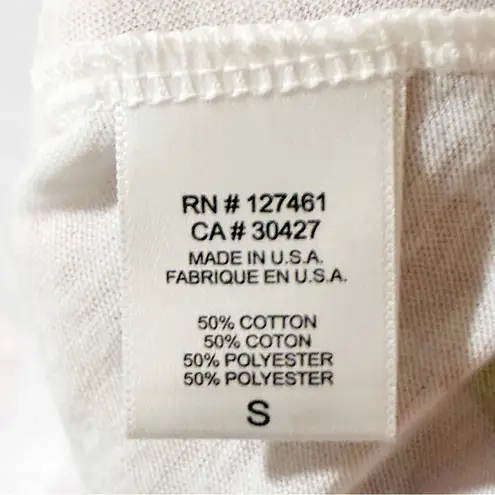 RN # 127461
CA # 30427
MADE IN U.S.A.
FABRIQUE EN U.S.A.
50% COTTON
50% COTON
50% POLYESTER
50% POLYESTER
S